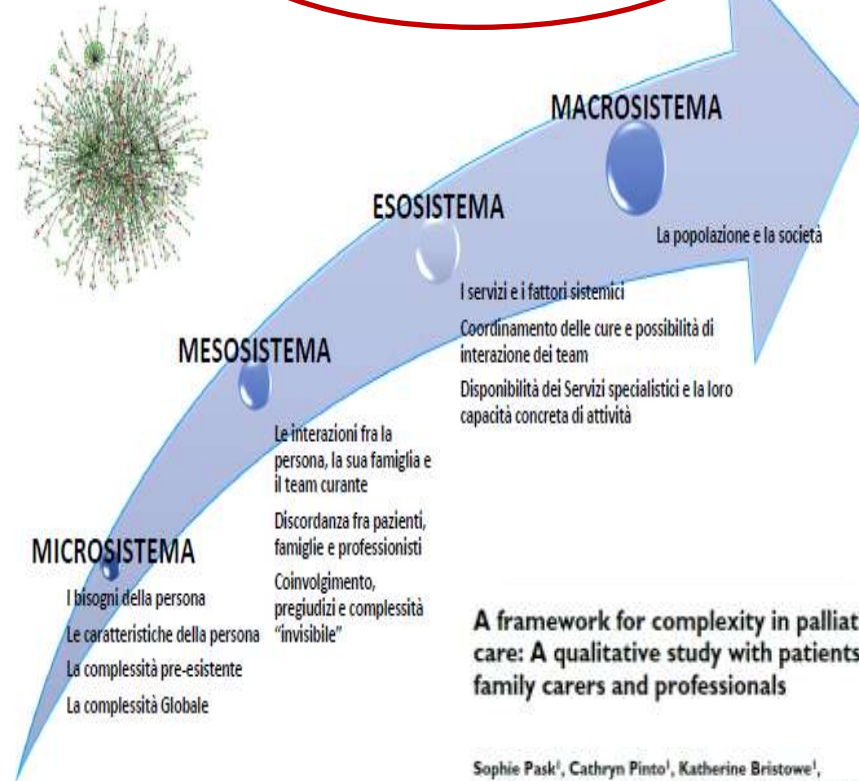 MACROSISTEMA
La popolazione e la società
ESOSISTEMA
I servizi e i fattori sistemici
Coordinamento delle cure e possibilità di
interazione dei team
Disponibilità dei Servizi specialistici e la loro
capacità concreta di attività
MESOSISTEMA
Le interazioni fra la
persona, la sua famiglia e
il team curante
Discordanza fra pazienti,
famiglie e professionisti
Coinvolgimento,
pregiudizi e complessità
“invisibile”
MICROSISTEMA
I bisogni della persona
Le caratteristiche della persona
La complessità pre-esistente
La complessità Globale
A framework for complexity in palliat
care: A qualitative study with patients
family carers and professionals
Sophie Pask¹, Cathryn Pinto¹, Katherine Bristowe¹,